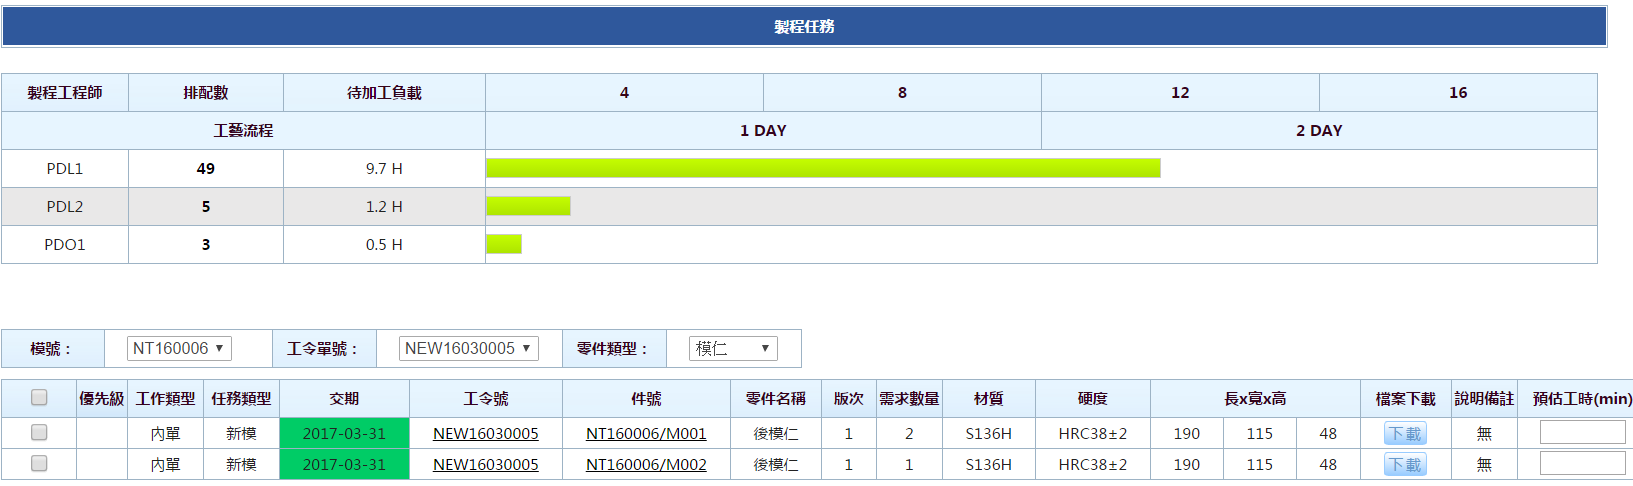 製程任務
製程工程師 排配數 待加工負載 4 8 12 16
工藝流程 1 DAY 2 DAY
PDL1 49 9.7 H
PDL2 5 1.2 H
PDO1 3 0.5 H
模號： NT160006 工令單號： NEW16030005 零件類型： 模仁
優先級 工作類型 任務類型 交期 工令號 件號 零件名稱 版次 需求數量 材質 硬度 長x寬x高 檔案下載 說明備註 預估工時(min)
內單 新模 2017-03-31 NEW16030005 NT160006/M001 後模仁 1 2 S136H HRC38±2 190 115 48 下載 無
內單 新模 2017-03-31 NEW16030005 NT160006/M002 後模仁 1 1 S136H HRC38±2 190 115 48 下載 無